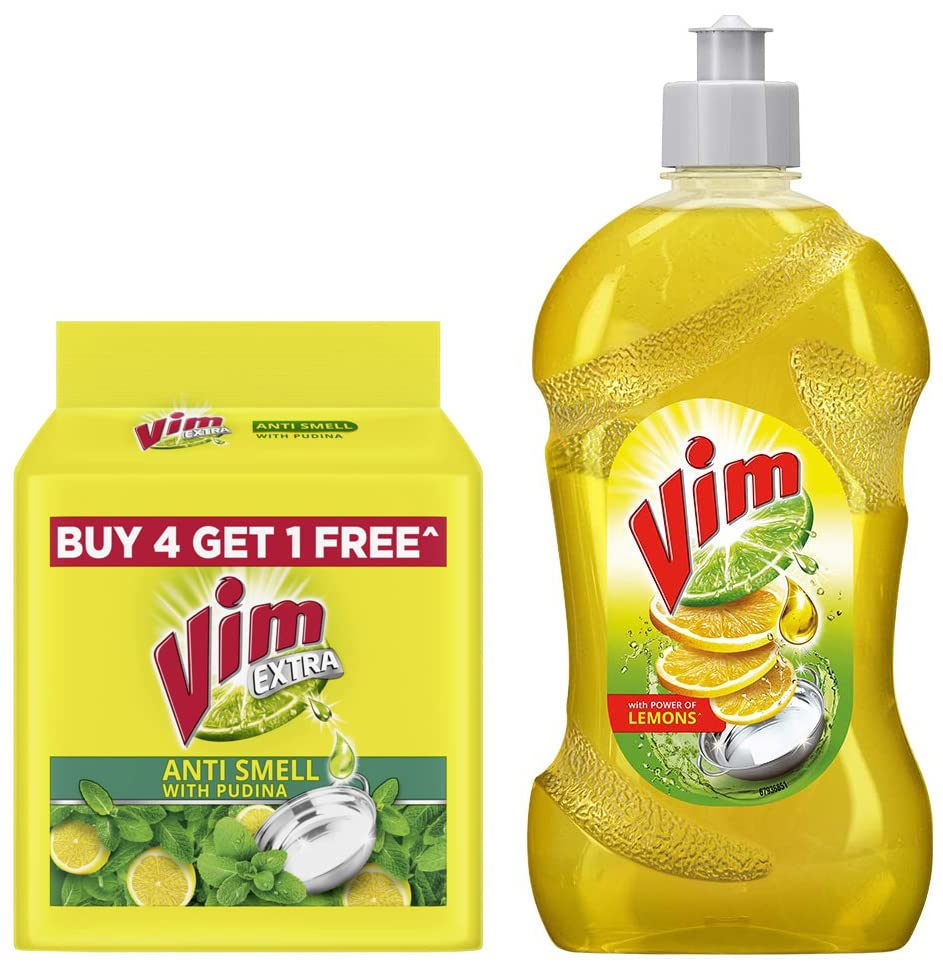 Vim
EXTRA
ANTI SMELL
WITH PUDINA
BUY 4 GET 1 FREE^
Vim
EXTRA
ANTI SMELL
WITH PUDINA
Vim
with POWER OF
LEMONS^
67936851